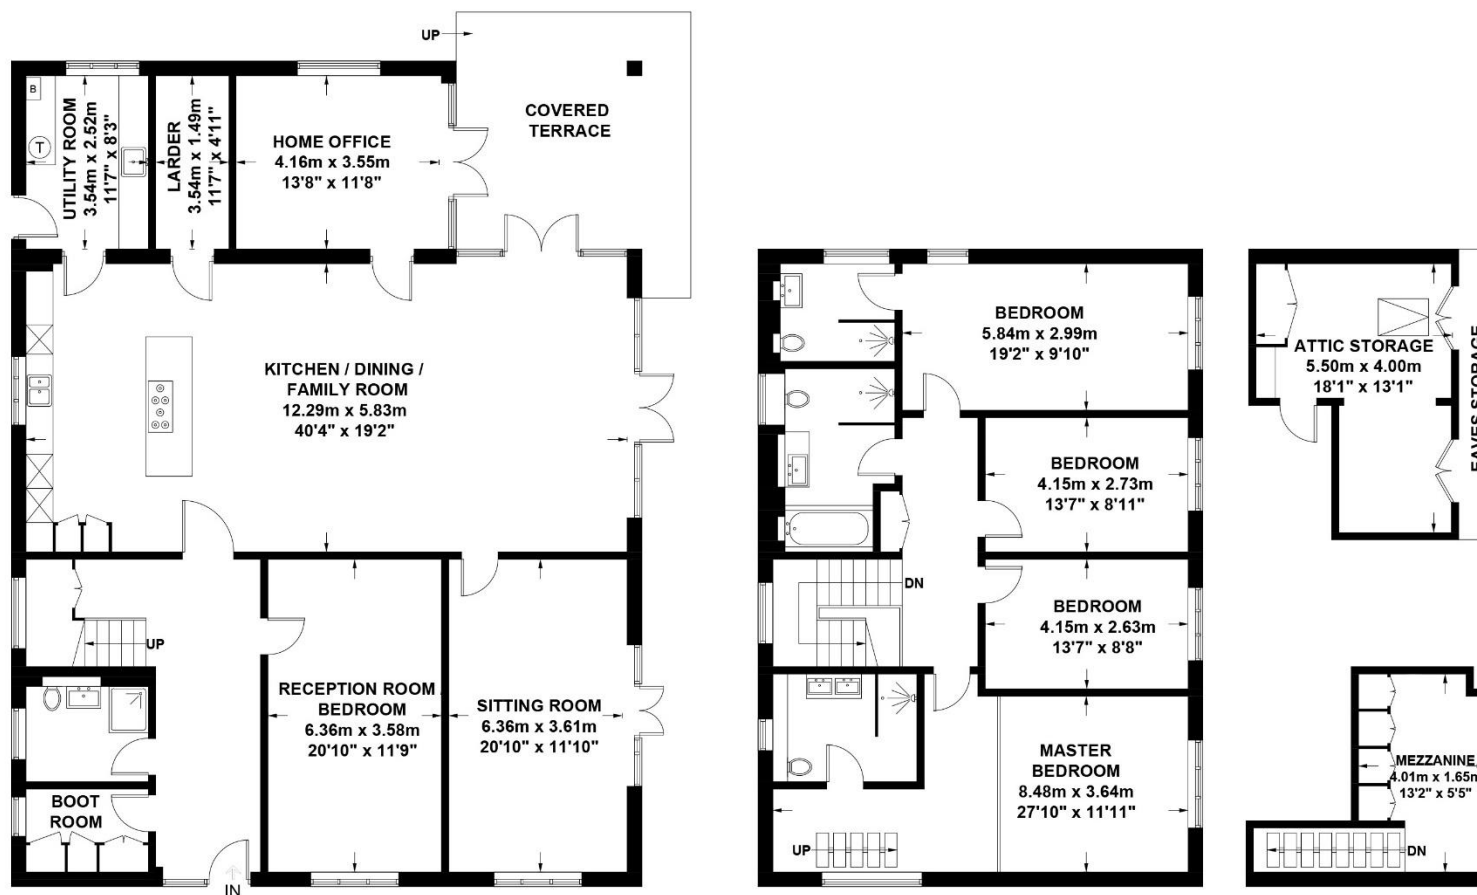 UP
COVERED
TERRACE
B
T
UTILITY ROOM
3.54m x 2.52m
11'7" x 8'3"
LARDER
3.54m x 1.49m
11'7" x 4'11"
HOME OFFICE
4.16m x 3.55m
13'8" x 11'8"
KITCHEN / DINING /
FAMILY ROOM
12.29m x 5.83m
40'4" x 19'2"
UP
RECEPTION ROOM
BEDROOM
6.36m x 3.58m
20'10" x 11'9"
SITTING ROOM
6.36m x 3.61m
20'10" x 11'10"
BOOT
ROOM
IN
BEDROOM
5.84m x 2.99m
19'2" x 9'10"
BEDROOM
4.15m x 2.73m
13'7" x 8'11"
DN
BEDROOM
4.15m x 2.63m
13'7" x 8'8"
MASTER
BEDROOM
8.48m x 3.64m
27'10" x 11'11"
UP
ATTIC STORAGE
5.50m x 4.00m
18'1" x 13'1"
EAVES STORAGE
MEZZANINE
4.01m x 1.65m
13'2" x 5'5"
DN